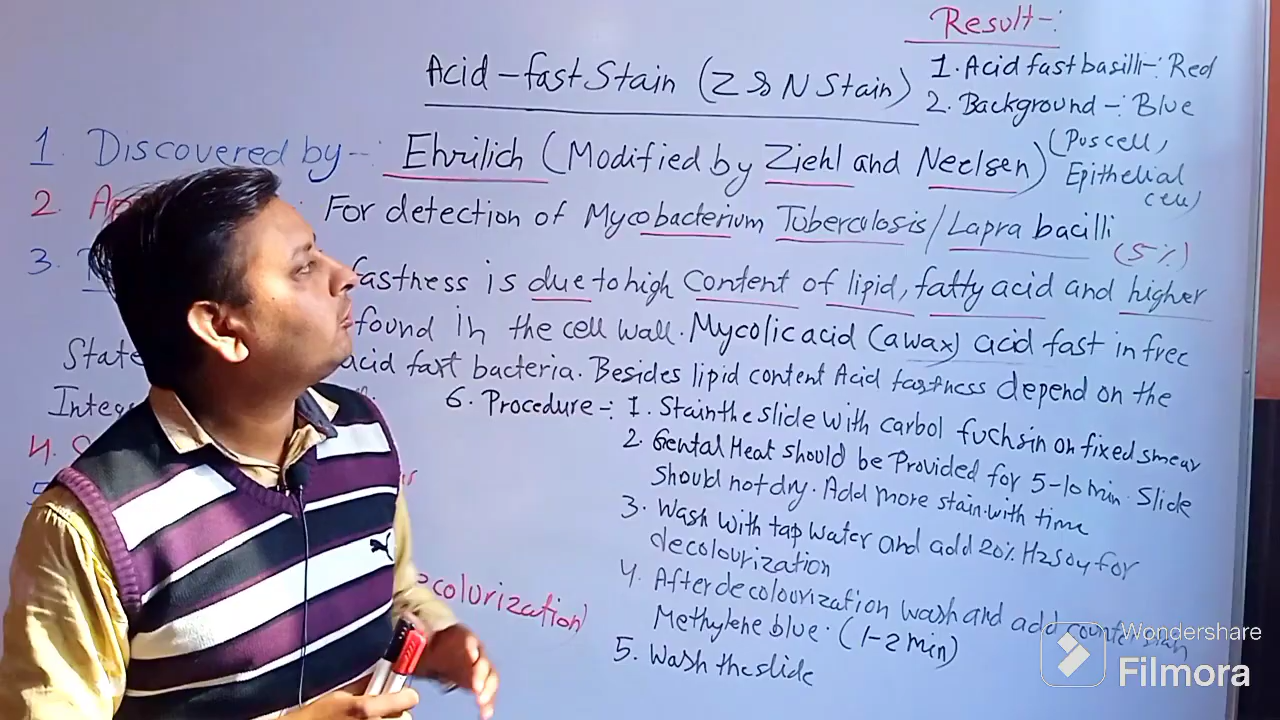 Result-:
Acid-fast Stain (Z & N Stain)
1. Acid fast basilli-: Red
2. Background-: Blue
(Puscell,
Epithelial
cell)
1. Discovered by-: Ehrilich (Modified by Ziehl and Neelsen)
2. For detection of Mycobacterium Tuberculosis/Lapra bacilli
(5%)
3. fastness is due to high Content of lipid, fatty acid and higher
found in the cell wall. Mycolic acid (a wax) acid fast in free
State acid fast bacteria. Besides lipid content Acid fastness depend on the
Integ
4.
6. Procedure-: 1. Stain the slide with carbol fuchsin on fixed smear
2. Gental Heat should be Provided for 5-10 min. Slide
Should not dry. Add more stain with time
3. Wash with tap water and add 20% H2SO4 for
decolourization
4. After decolourization wash and add counter stain
Methylene blue. (1-2 min)
5. Wash the slide
ecolurization)
Wondershare
Filmora